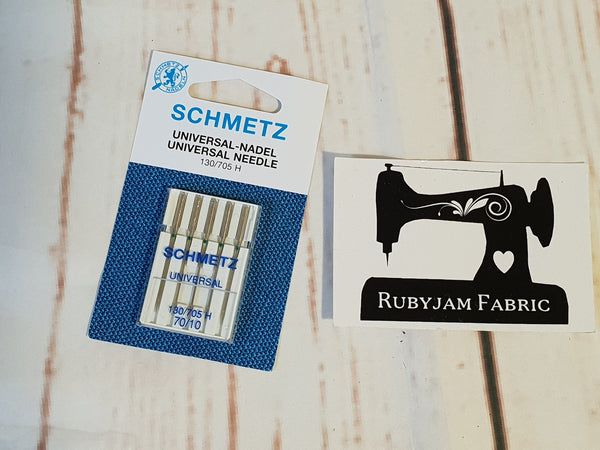 SCHMETZ
UNIVERSAL-NADEL
UNIVERSAL NEEDLE
130/705 H
SCHMETZ
UNIVERSAL
130/705 H
70/10
RUBYJAM FABRIC